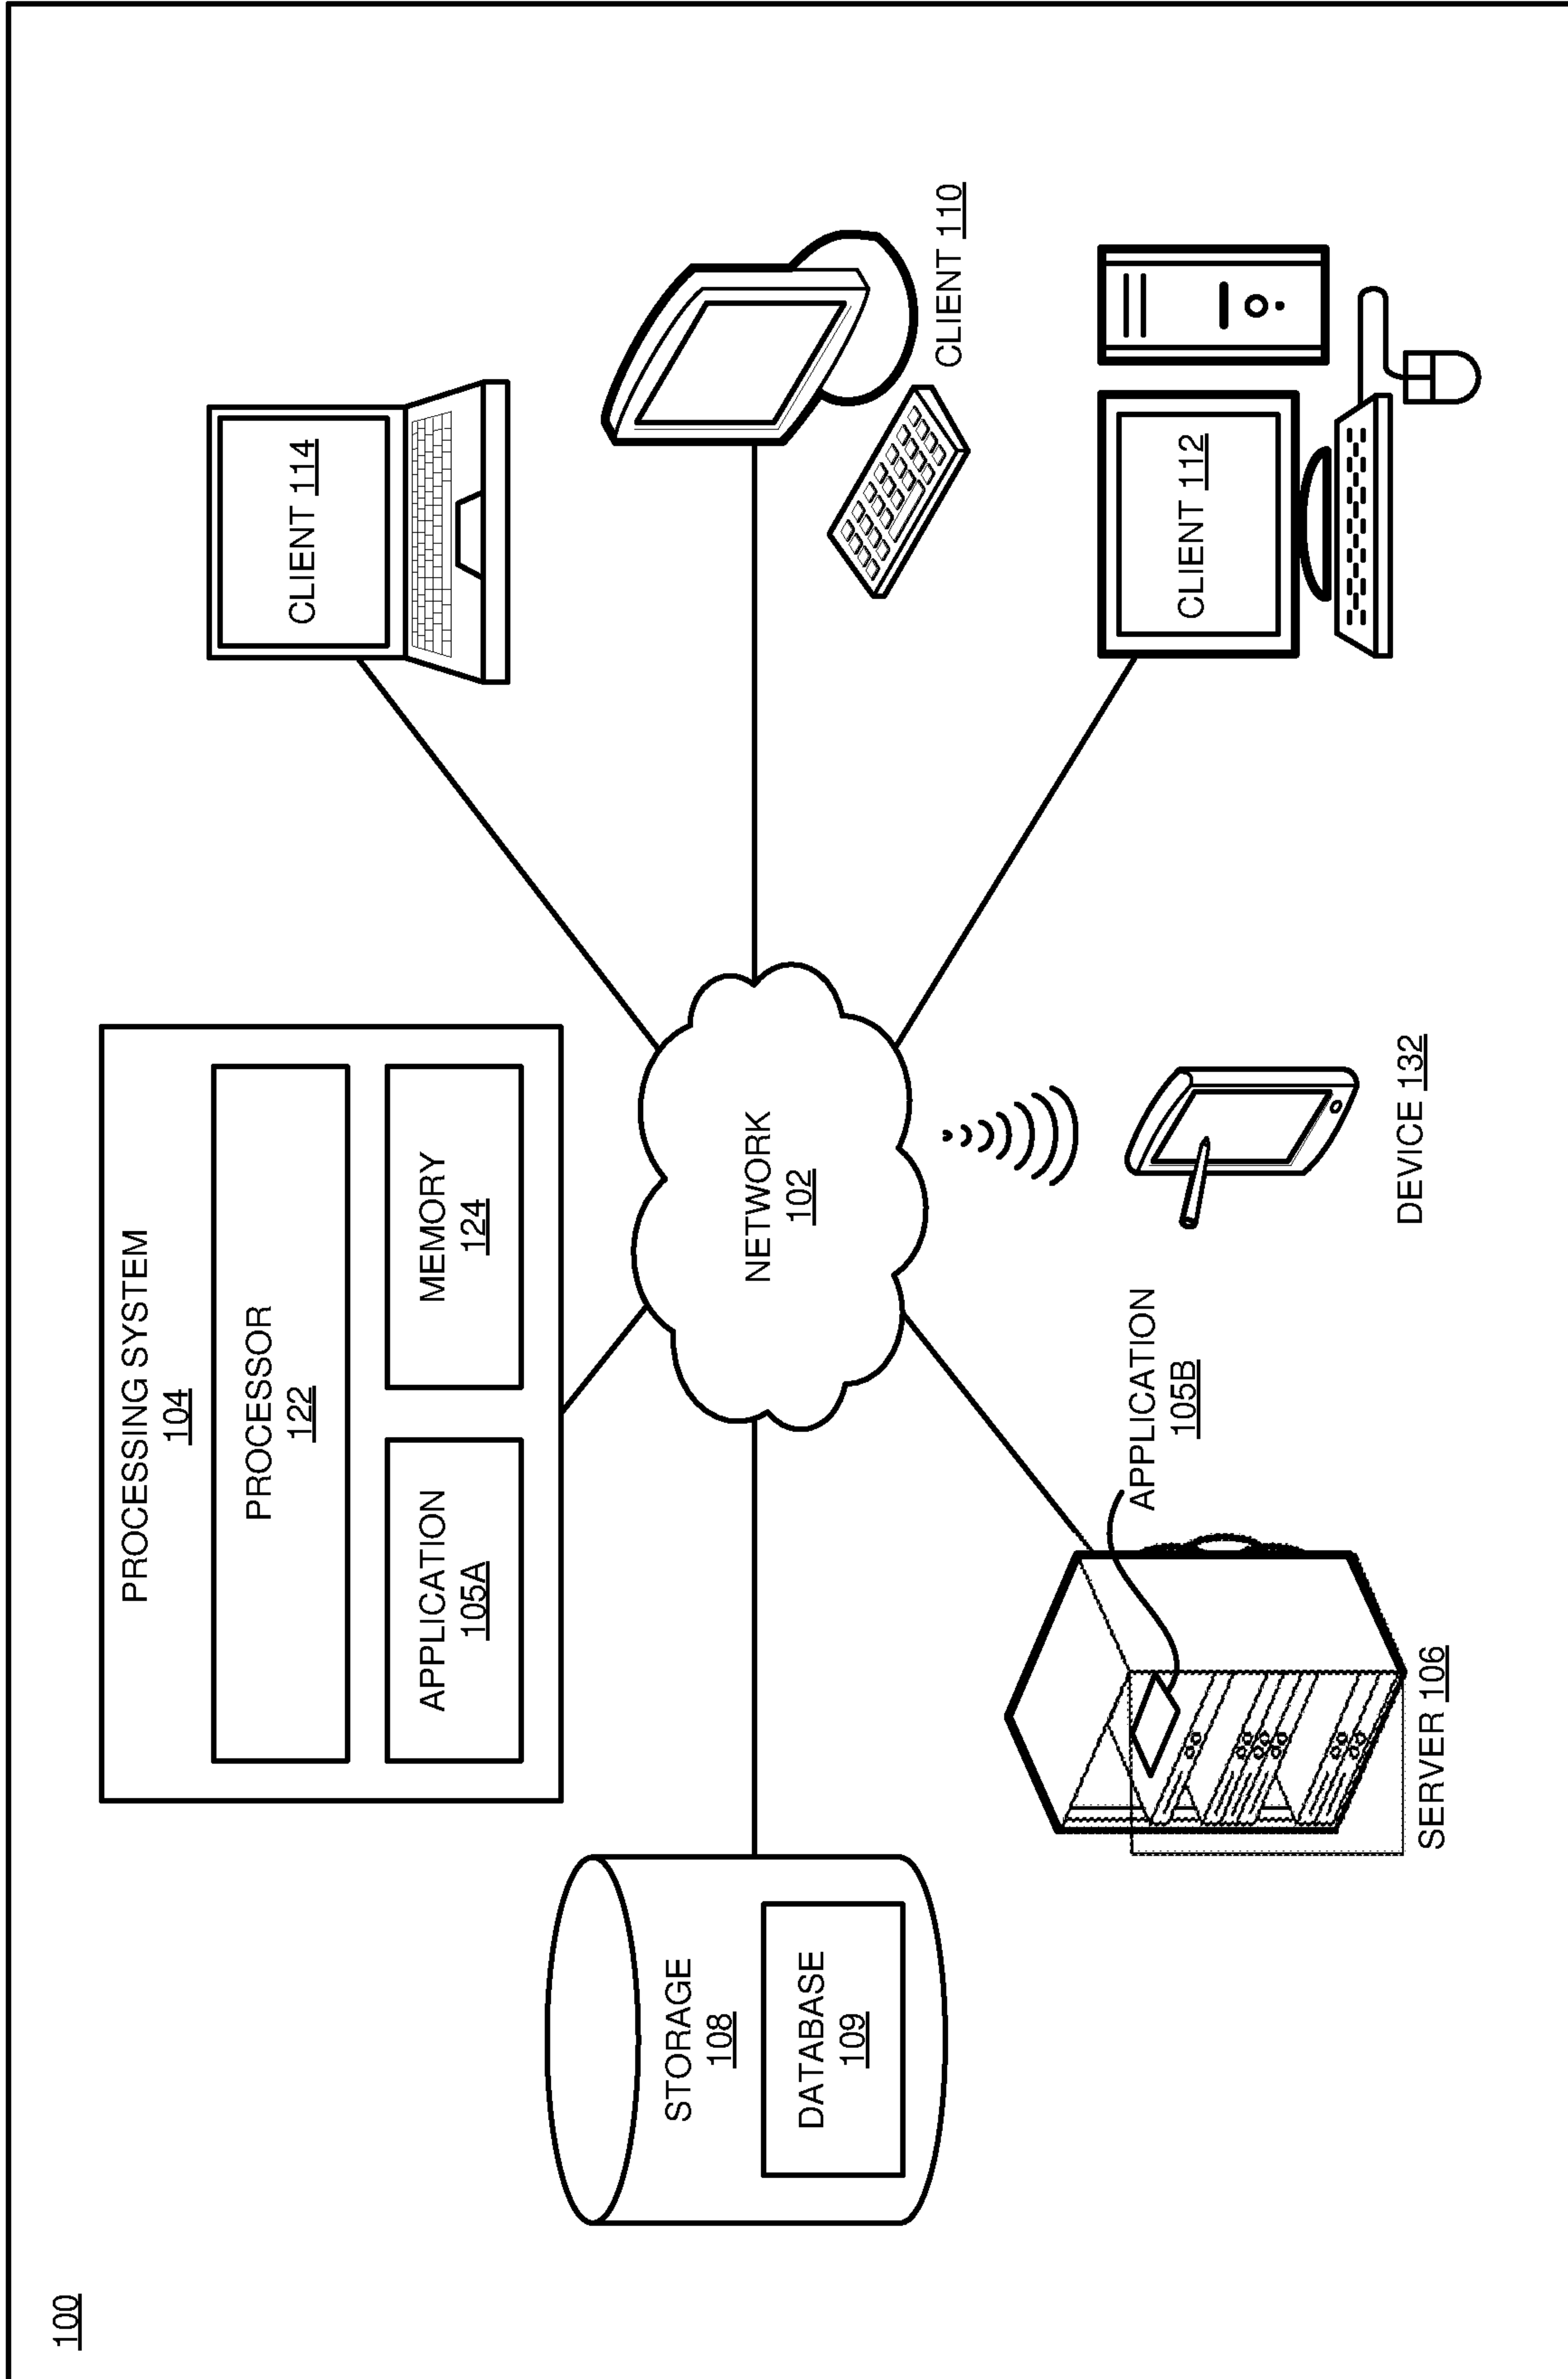 100
PROCESSING SYSTEM
104
PROCESSOR
122
APPLICATION
105A
MEMORY
124
CLIENT 114
STORAGE
108
DATABASE
109
NETWORK
102
CLIENT 110
APPLICATION
105B
SERVER 106
DEVICE 132
CLIENT 112